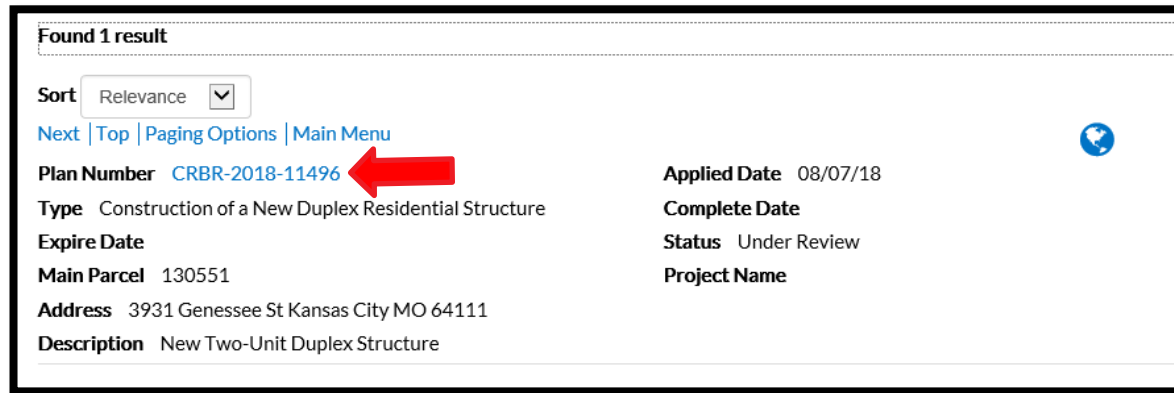 Found 1 result
Sort Relevance
Next | Top | Paging Options | Main Menu
Plan Number CRBR-2018-11496 Applied Date 08/07/18
Type Construction of a New Duplex Residential Structure Complete Date
Expire Date Status Under Review
Main Parcel 130551 Project Name
Address 3931 Genessee St Kansas City MO 64111
Description New Two-Unit Duplex Structure